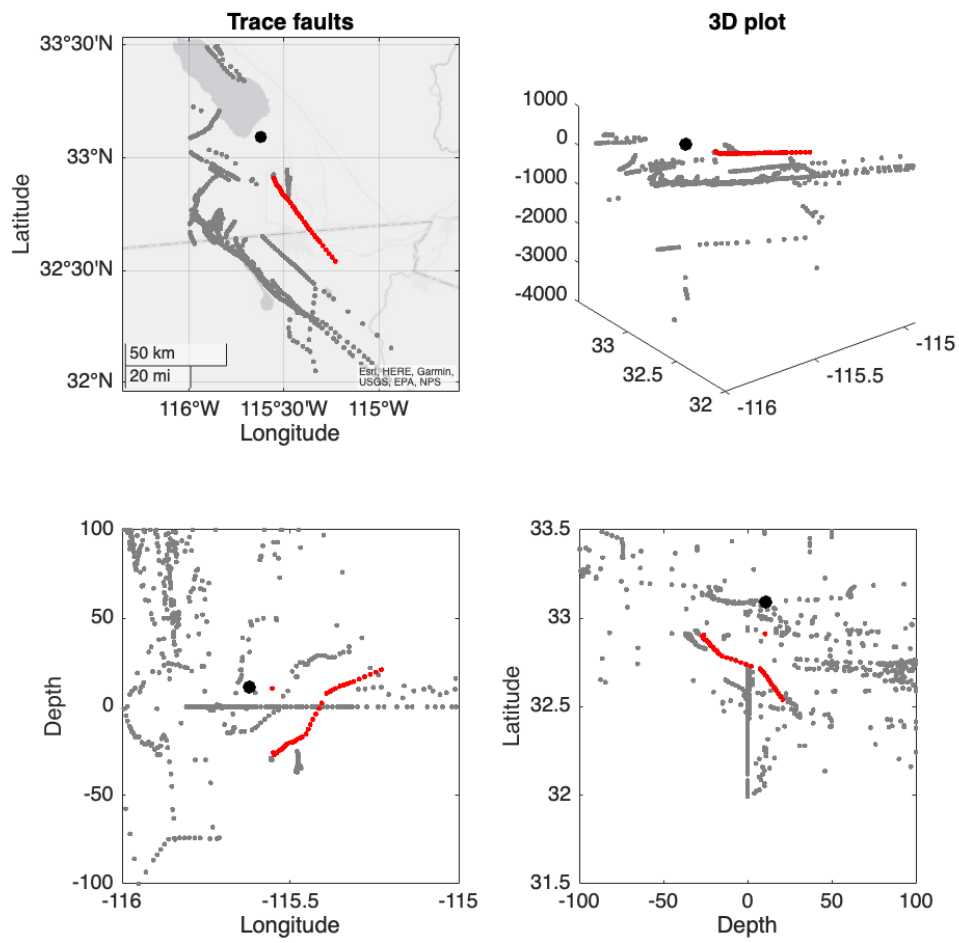 Trace faults
3D plot
33°30'N
33°N
32°30'N
32°N
Latitude
50 km
20 mi
Esri, HERE, Garmin,
USGS, EPA, NPS
116°W
115°30'W
115°W
Longitude
1000
0
-1000
-2000
-3000
-4000
33
32.5
32
-116
-115.5
-115
100
50
0
-50
-100
Depth
-116
-115.5
-115
Longitude
33.5
33
32.5
32
31.5
Latitude
-100
-50
0
50
100
Depth